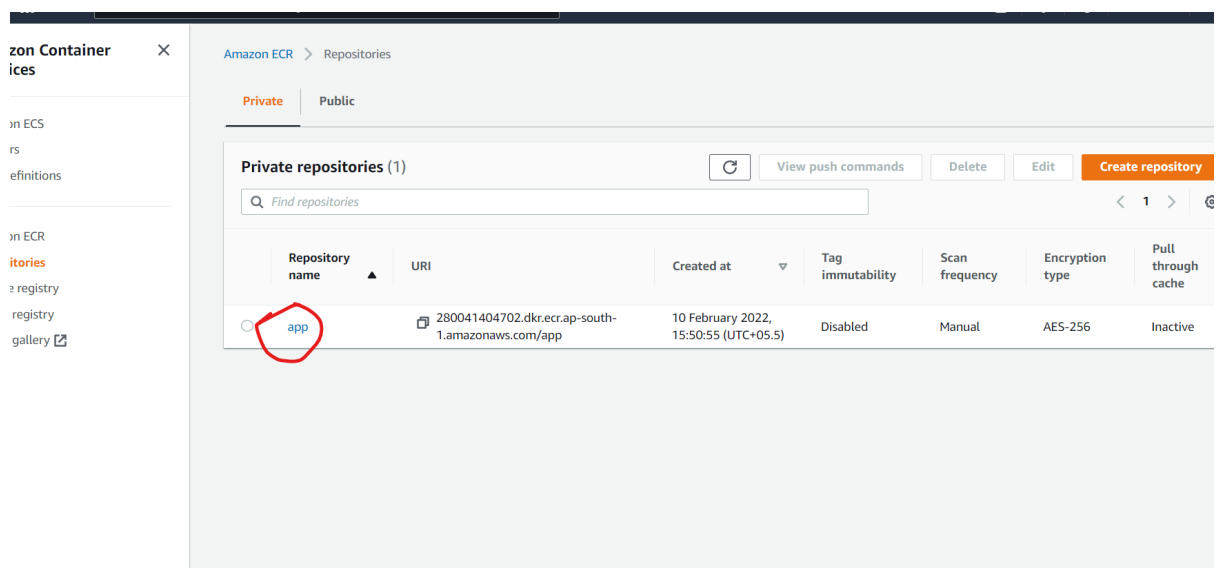 zon Container
ices
on ECS
rs
efinitions
on ECR
itories
e registry
registry
gallery
Amazon ECR > Repositories
Private
Public
Private repositories (1)
View push commands
Delete
Edit
Create repository
Find repositories
1
Repository
name
URI
Created at
Tag
immutability
Scan
frequency
Encryption
type
Pull
through
cache
app
280041404702.dkr.ecr.ap-south-
1.amazonaws.com/app
10 February 2022,
15:50:55 (UTC+05.5)
Disabled
Manual
AES-256
Inactive